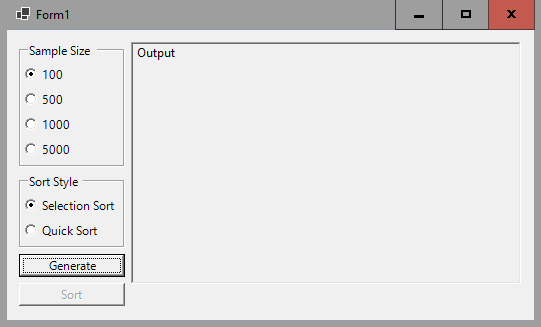 Form1
Sample Size
100
500
1000
5000
Sort Style
Selection Sort
Quick Sort
Generate
Sort
Output